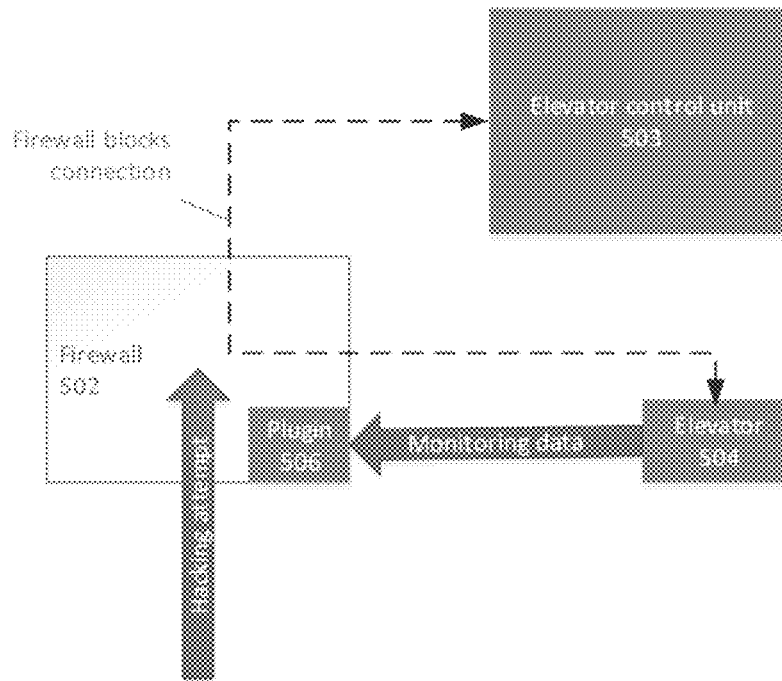 Elevator control unit
503
Firewall blocks
connection
Firewall
502
Plugin
506
Monitoring data
Elevator
504
Hacking attempt